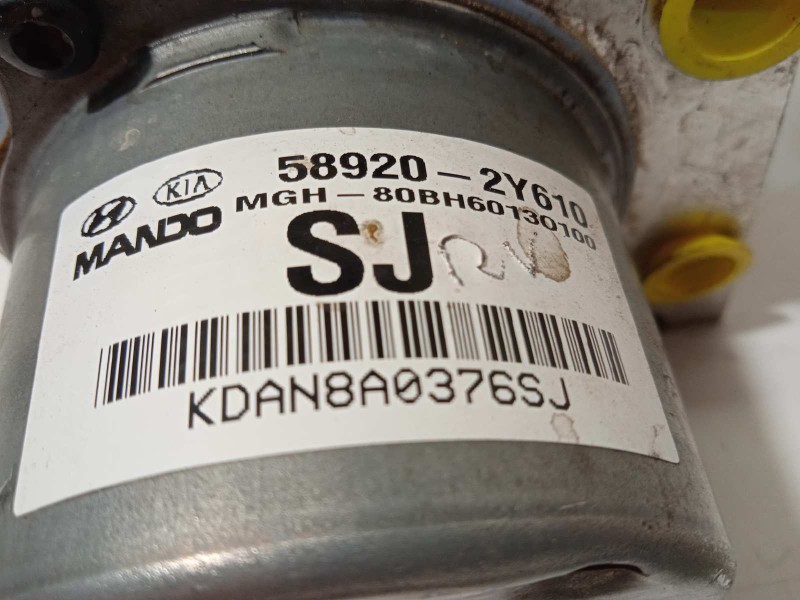 KIA 58920-2Y610
MANDO MGH-80BH60130100
SJ
KDAN8A0376SJ